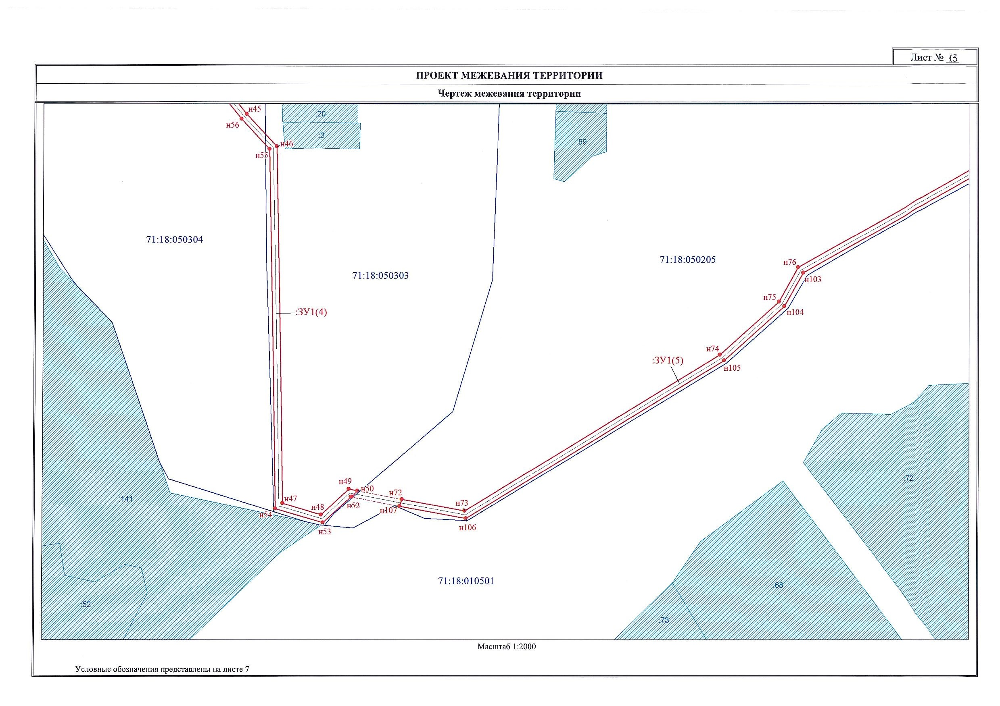 Лист № 13
ПРОЕКТ МЕЖЕВАНИЯ ТЕРРИТОРИИ
Чертеж межевания территории
н45
:20
н56
:3
н46
:59
н55
71:18:050304
71:18:050205
н76
71:18:050303
н103
н75
:ЗУ1(4)
н104
н74
:ЗУ1(5)
н105
:72
н49
н50
н72
:141
н47
н73
н52
н48
н107
н54
н106
н53
71:18:010501
:68
:52
:73
Масштаб 1:2000
Условные обозначения представлены на листе 7